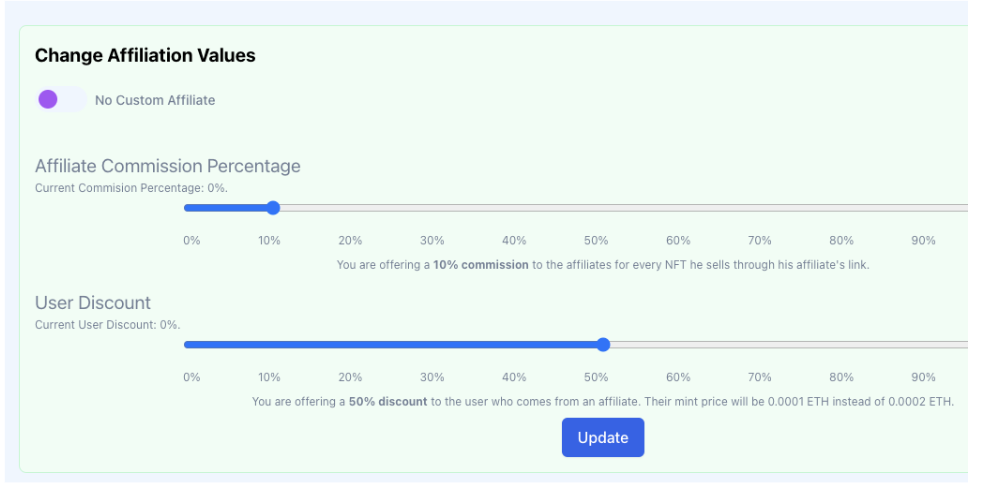 Change Affiliation Values
No Custom Affiliate
Affiliate Commission Percentage
Current Commision Percentage: 0%.
0% 10% 20% 30% 40% 50% 60% 70% 80% 90%
You are offering a 10% commission to the affiliates for every NFT he sells through his affiliate's link.
User Discount
Current User Discount: 0%.
0% 10% 20% 30% 40% 50% 60% 70% 80% 90%
You are offering a 50% discount to the user who comes from an affiliate. Their mint price will be 0.0001 ETH instead of 0.0002 ETH.
Update